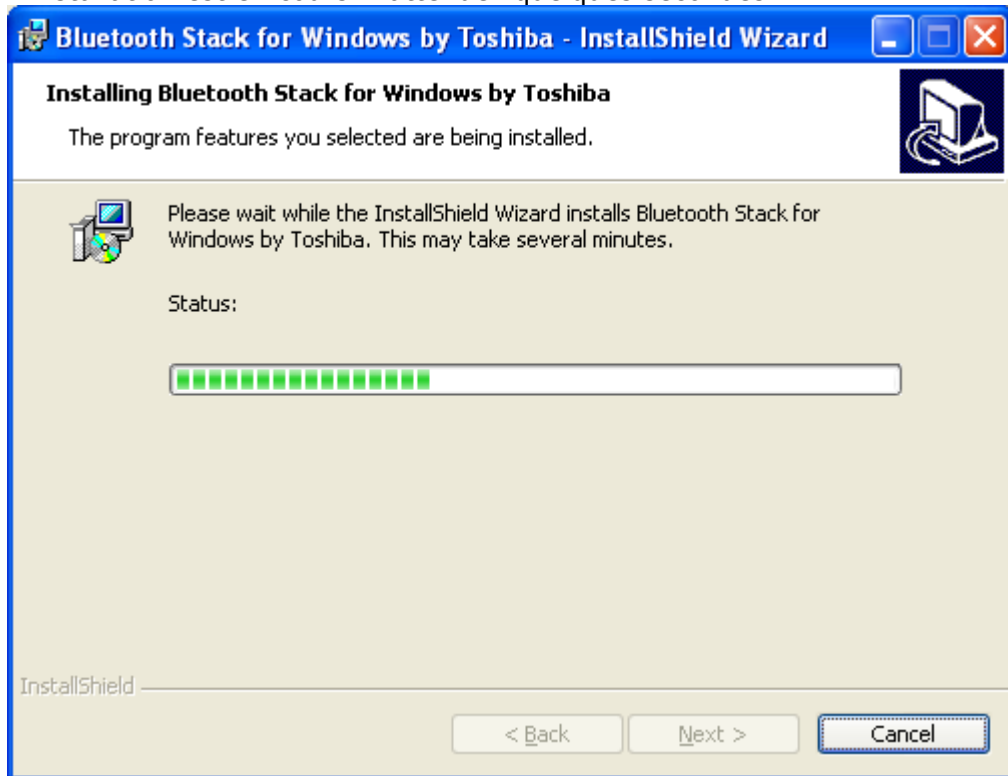 Bluetooth Stack for Windows by Toshiba - InstallShield Wizard
Installing Bluetooth Stack for Windows by Toshiba
The program features you selected are being installed.
Please wait while the InstallShield Wizard installs Bluetooth Stack for
Windows by Toshiba. This may take several minutes.
Status:
InstallShield
< Back Next > Cancel